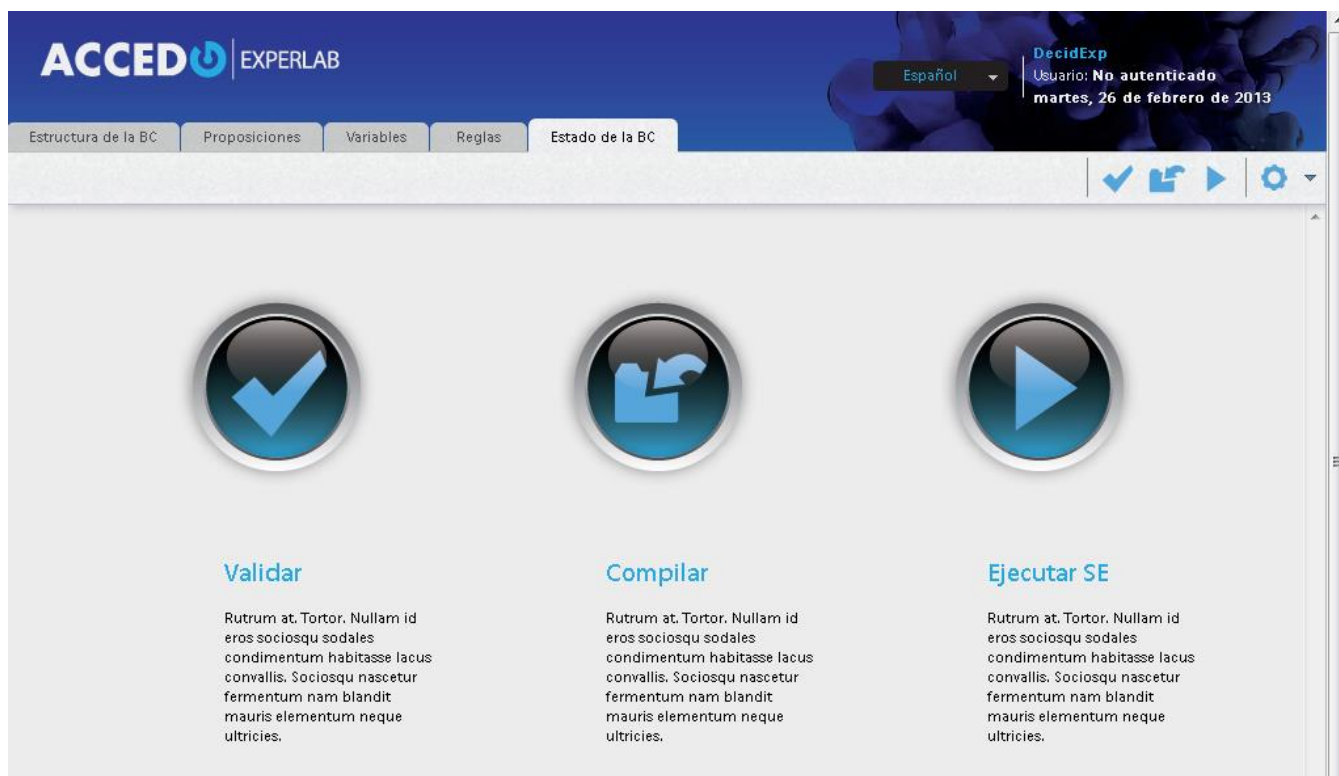 ACCEDO EXPERLAB
Español
DecidExp
Usuario: No autenticado
martes, 26 de febrero de 2013
Estructura de la BC
Proposiciones
Variables
Reglas
Estado de la BC
Validar
Rutrum at. Tortor. Nullam id
eros sociosqu sodales
condimentum habitasse lacus
convallis. Sociosqu nascetur
fermentum nam blandit
mauris elementum neque
ultricies.
Compilar
Rutrum at. Tortor. Nullam id
eros sociosqu sodales
condimentum habitasse lacus
convallis. Sociosqu nascetur
fermentum nam blandit
mauris elementum neque
ultricies.
Ejecutar SE
Rutrum at. Tortor. Nullam id
eros sociosqu sodales
condimentum habitasse lacus
convallis. Sociosqu nascetur
fermentum nam blandit
mauris elementum neque
ultricies.